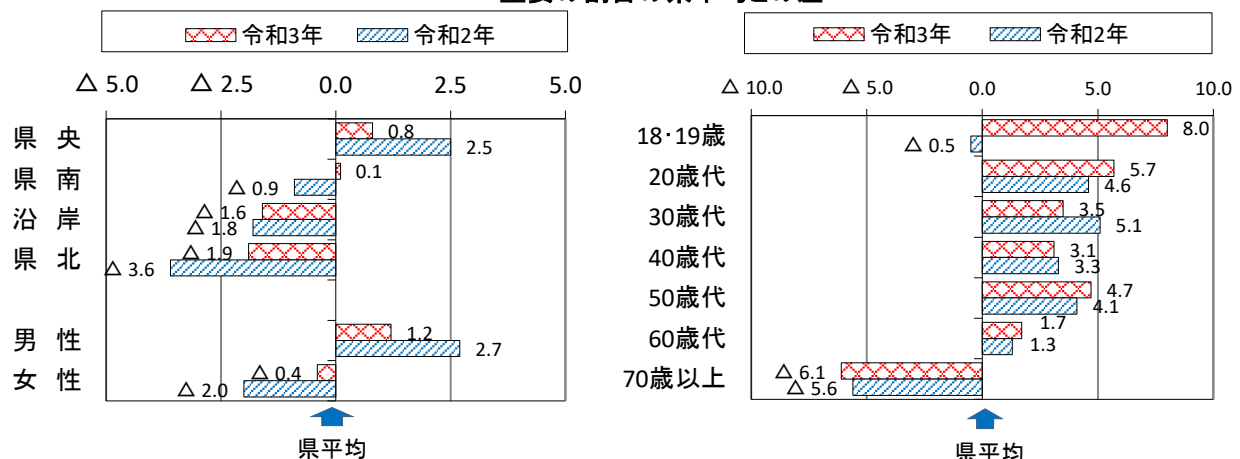 令和3年 令和2年
△ 5.0 △ 2.5 0.0 2.5 5.0
県 央 0.8
2.5
県 南 0.1
△ 0.9
沿 岸 △ 1.6
△ 1.8
県 北 △ 1.9
△ 3.6
男 性 1.2
2.7
女 性 △ 0.4
△ 2.0
県平均
令和3年 令和2年
△ 10.0 △ 5.0 0.0 5.0 10.0
18・19歳 8.0
△ 0.5
20歳代 5.7
4.6
30歳代 3.5
5.1
40歳代 3.1
3.3
50歳代 4.7
4.1
60歳代 1.7
1.3
70歳以上 △ 6.1
△ 5.6
県平均